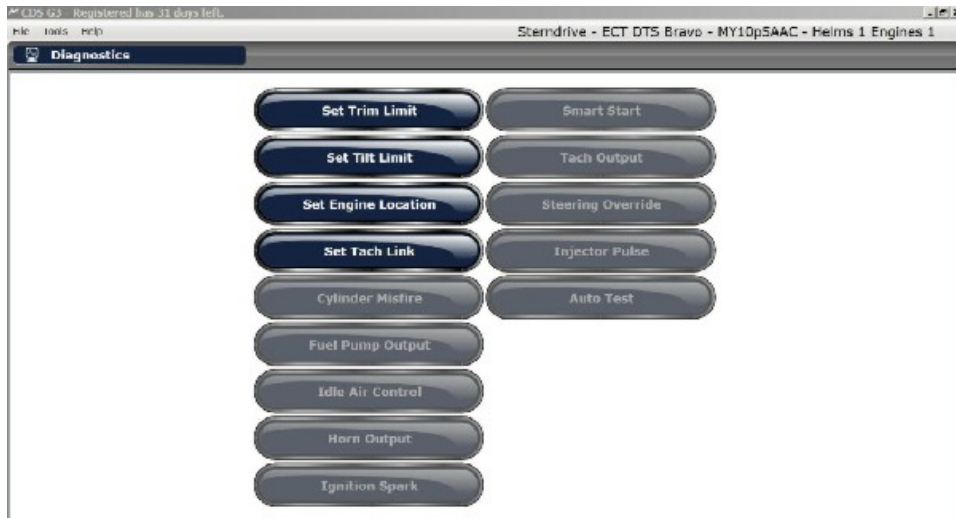 CDS G3 - Registered has 31 days left.
File Tools Help
Sterndrive - ECT DTS Bravo - MY10p5AAC - Helms 1 Engines 1
Diagnostics
Set Trim Limit
Set Tilt Limit
Set Engine Location
Set Tach Link
Cylinder Misfire
Fuel Pump Output
Idle Air Control
Horn Output
Ignition Spark
Smart Start
Tach Output
Steering Override
Injector Pulse
Auto Test